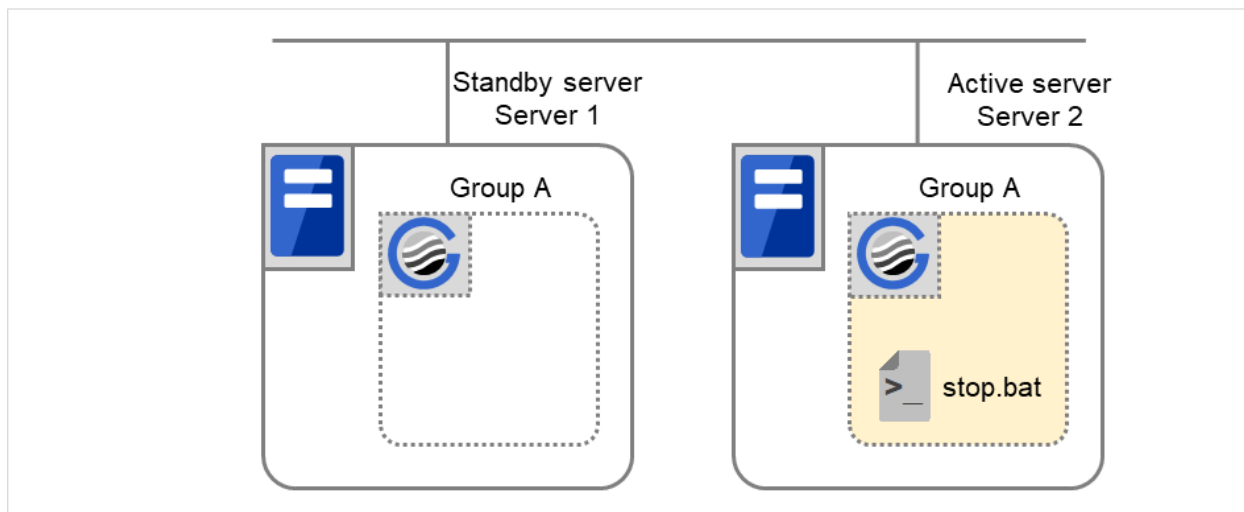 Standby server
Server 1
Active server
Server 2
Group A
Group A
>_
stop.bat